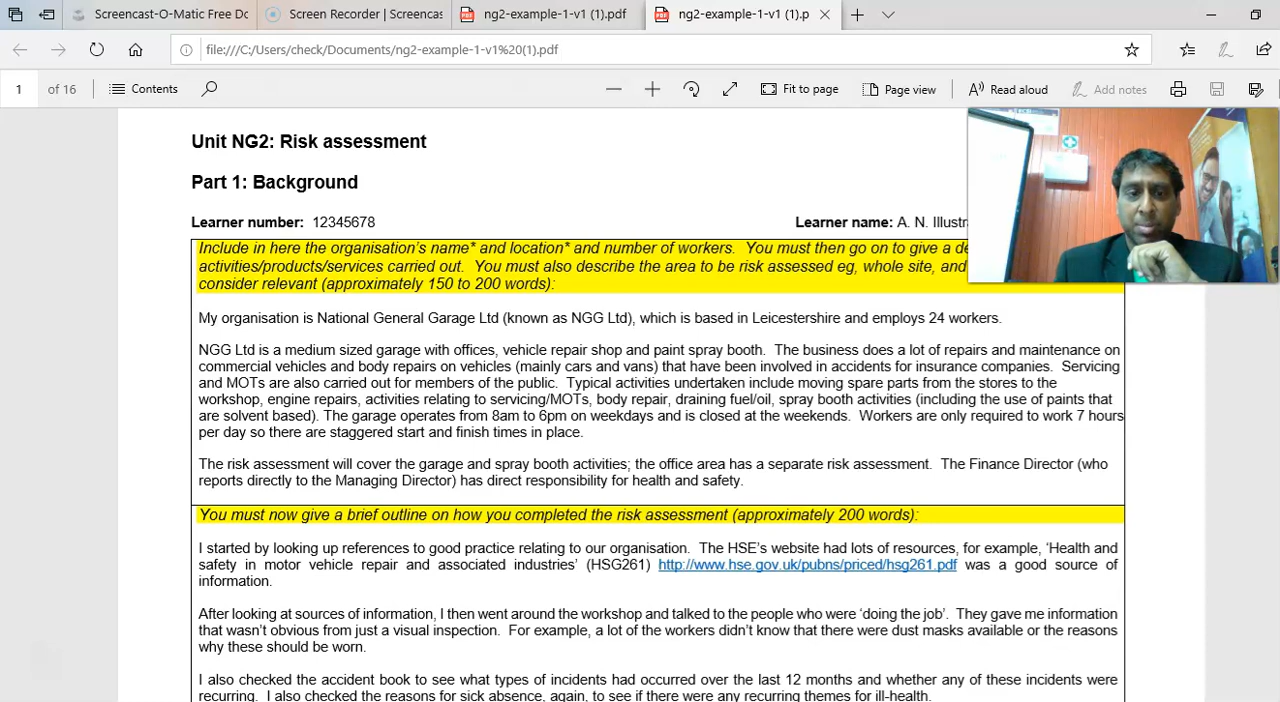 Screencast-O-Matic Free Do
Screen Recorder | Screencas
ng2-example-1-v1 (1).pdf
ng2-example-1-v1 (1).p
file:///C:/Users/check/Documents/ng2-example-1-v1%20(1).pdf
1 of 16 Contents Fit to page Page view Read aloud Add notes
Unit NG2: Risk assessment
Part 1: Background
Learner number: 12345678 Learner name: A. N. Illustra
Include in here the organisation's name* and location* and number of workers. You must then go on to give a de
activities/products/services carried out. You must also describe the area to be risk assessed eg, whole site, and
consider relevant (approximately 150 to 200 words):
My organisation is National General Garage Ltd (known as NGG Ltd), which is based in Leicestershire and employs 24 workers.
NGG Ltd is a medium sized garage with offices, vehicle repair shop and paint spray booth. The business does a lot of repairs and maintenance on
commercial vehicles and body repairs on vehicles (mainly cars and vans) that have been involved in accidents for insurance companies. Servicing
and MOTs are also carried out for members of the public. Typical activities undertaken include moving spare parts from the stores to the
workshop, engine repairs, activities relating to servicing/MOTs, body repair, draining fuel/oil, spray booth activities (including the use of paints that
are solvent based). The garage operates from 8am to 6pm on weekdays and is closed at the weekends. Workers are only required to work 7 hours
per day so there are staggered start and finish times in place.
The risk assessment will cover the garage and spray booth activities; the office area has a separate risk assessment. The Finance Director (who
reports directly to the Managing Director) has direct responsibility for health and safety.
You must now give a brief outline on how you completed the risk assessment (approximately 200 words):
I started by looking up references to good practice relating to our organisation. The HSE's website had lots of resources, for example, 'Health and
safety in motor vehicle repair and associated industries' (HSG261) http://www.hse.gov.uk/pubns/priced/hsg261.pdf was a good source of
information.
After looking at sources of information, I then went around the workshop and talked to the people who were 'doing the job'. They gave me information
that wasn't obvious from just a visual inspection. For example, a lot of the workers didn't know that there were dust masks available or the reasons
why these should be worn.
I also checked the accident book to see what types of incidents had occurred over the last 12 months and whether any of these incidents were
recurring. I also checked the reasons for sick absence, again, to see if there were any recurring themes for ill-health.